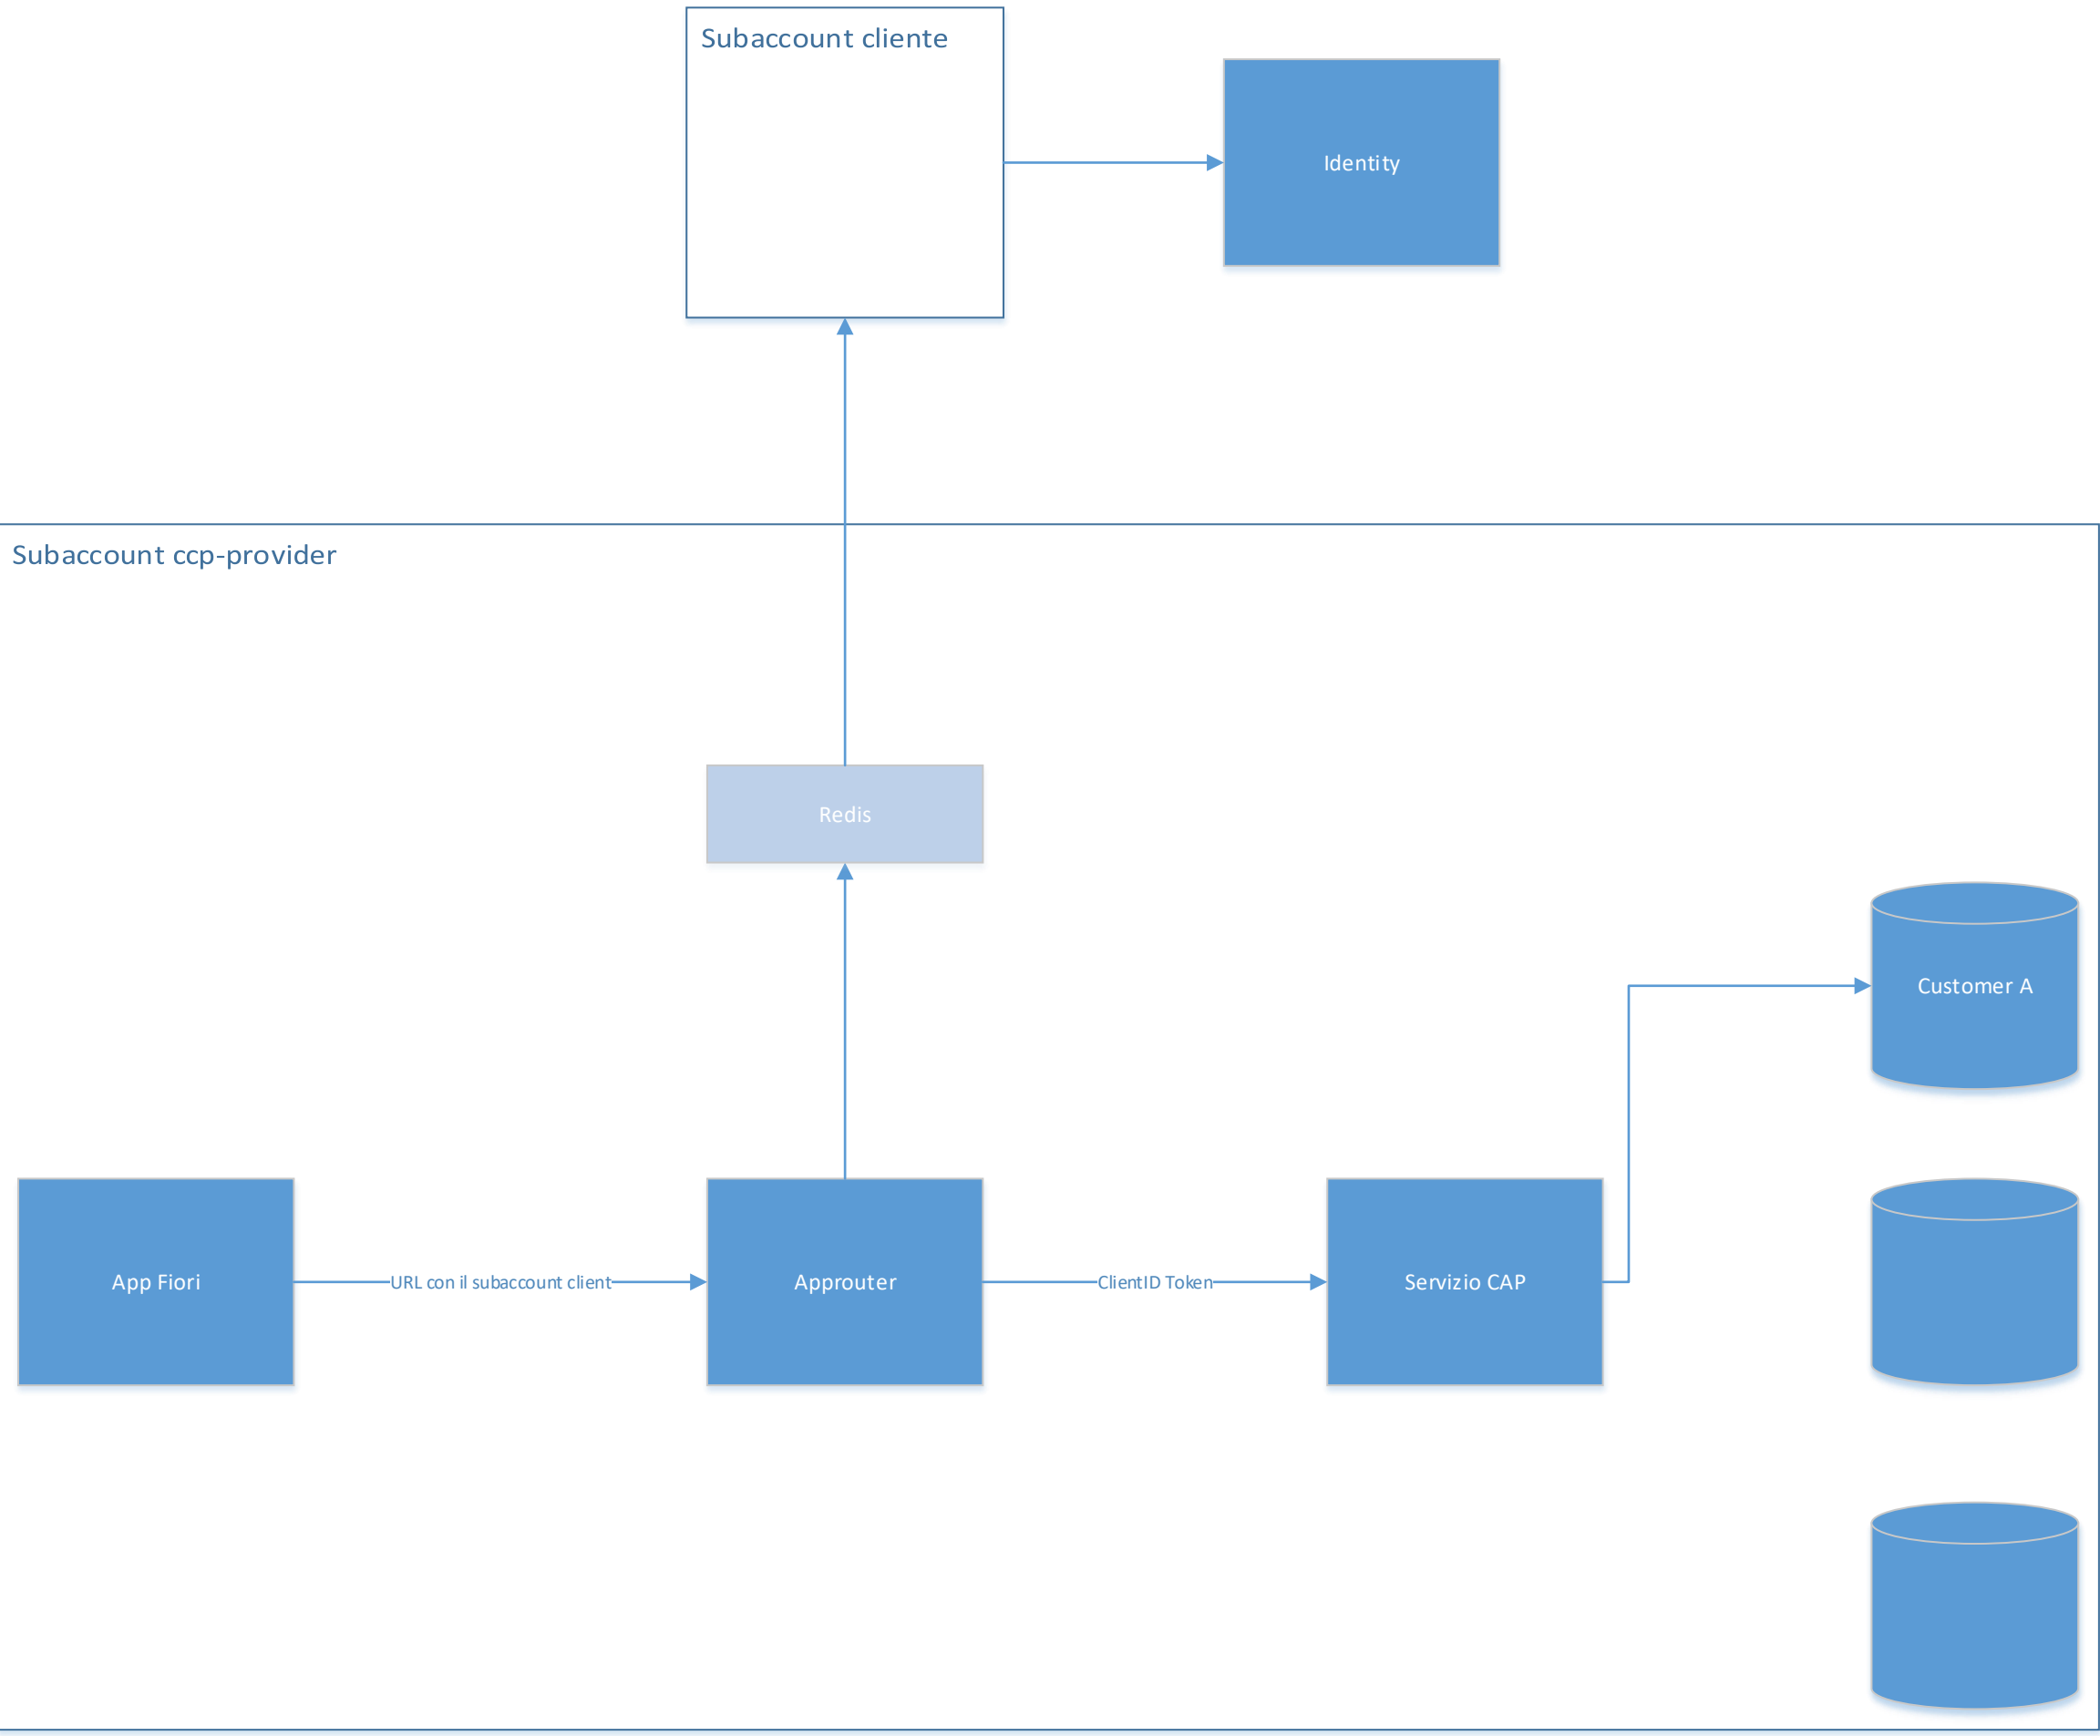 Subaccount cliente
Identity
Subaccount ccp-provider
Redis
Customer A
App Fiori
URL con il subaccount client
Approuter
ClientID Token
Servizio CAP